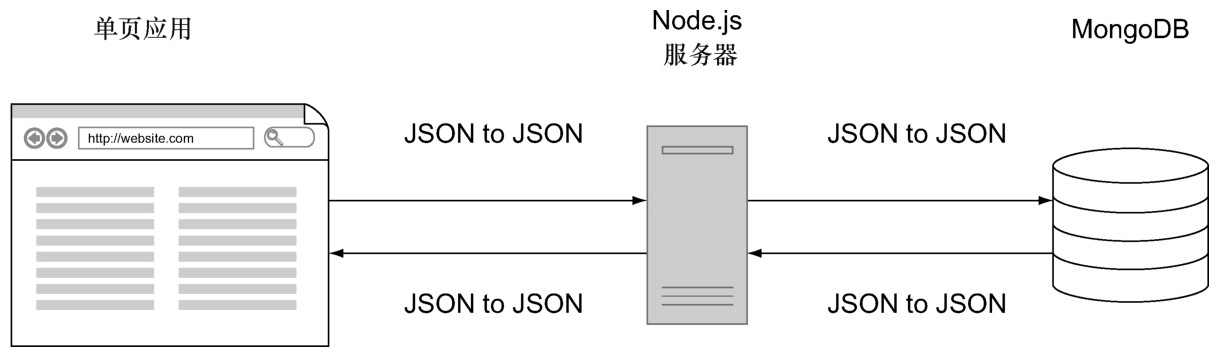 单页应用
Node.js
服务器
MongoDB
http://website.com
JSON to JSON
JSON to JSON
JSON to JSON
JSON to JSON